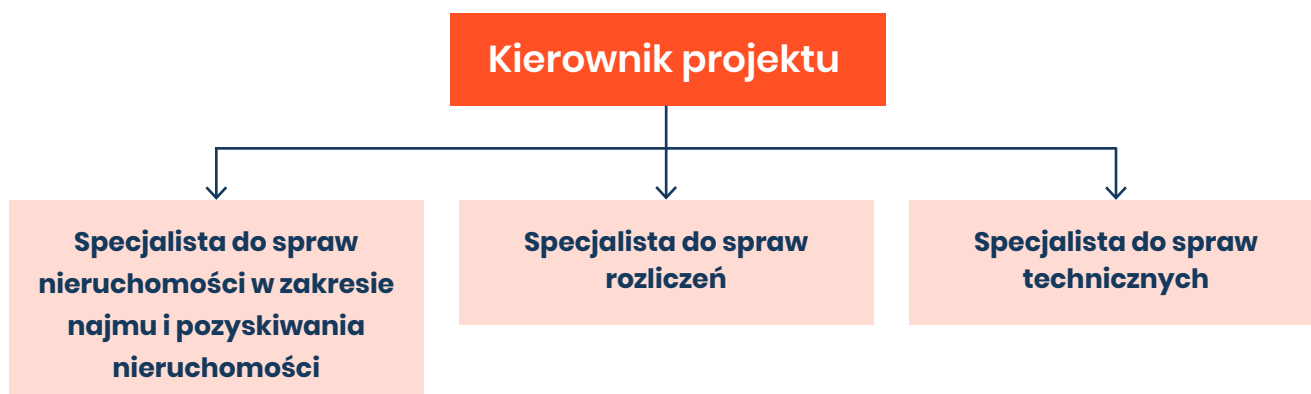 Kierownik projektu
Specjalista do spraw
nieruchomości w zakresie
najmu i pozyskiwania
nieruchomości
Specjalista do spraw
rozliczeń
Specjalista do spraw
technicznych